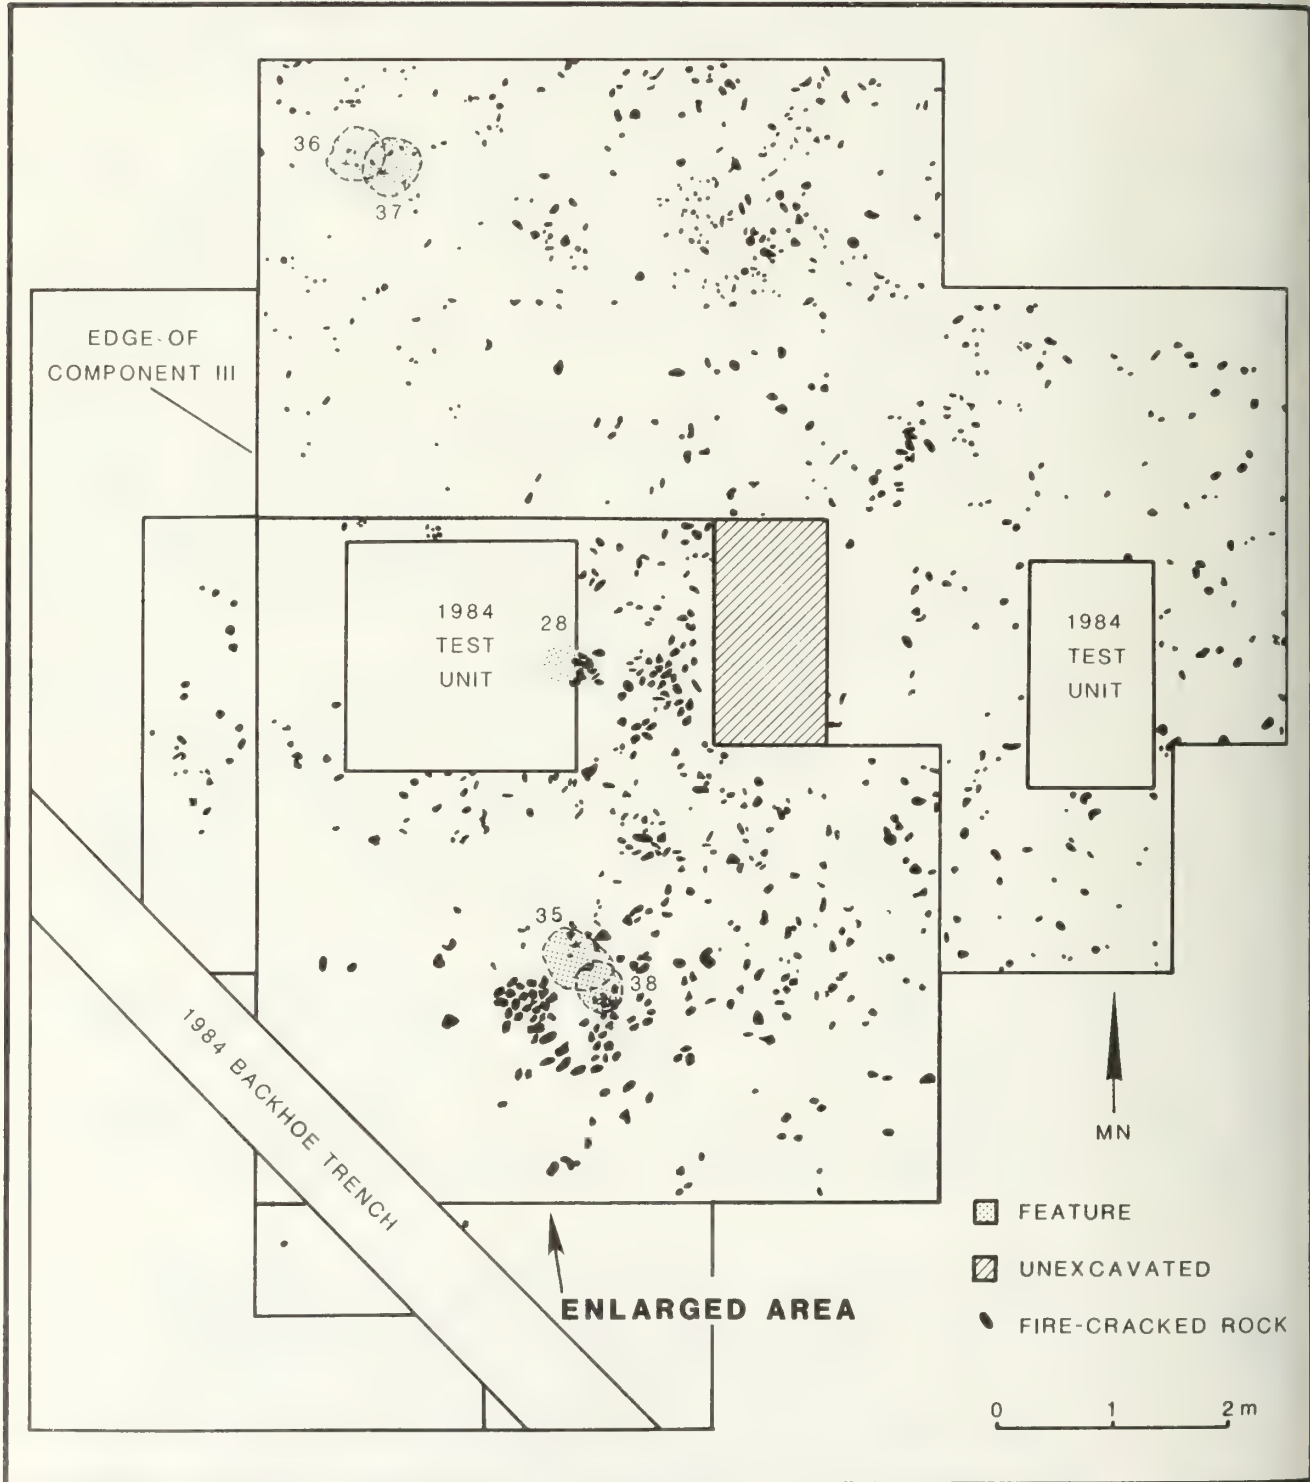 36
37
EDGE OF
COMPONENT III
1984
TEST
UNIT
28
1984
TEST
UNIT
35
38
1984 BACKHOE TRENCH
MN
FEATURE
UNEXCAVATED
FIRE-CRACKED ROCK
ENLARGED AREA
0 1 2 m